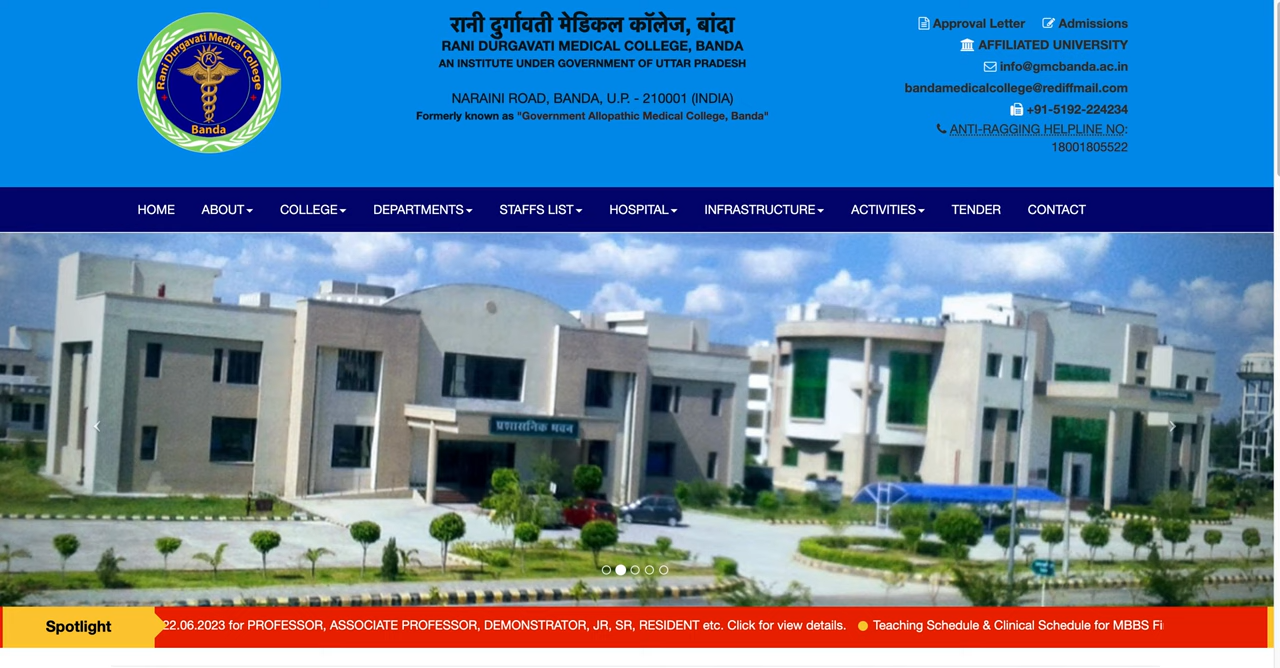 Rani Durgavati Medical College
Banda
रानी दुर्गावती मेडिकल कॉलेज, बांदा
RANI DURGAVATI MEDICAL COLLEGE, BANDA
AN INSTITUTE UNDER GOVERNMENT OF UTTAR PRADESH
NARAINI ROAD, BANDA, U.P. - 210001 (INDIA)
Formerly known as "Government Allopathic Medical College, Banda"
Approval Letter Admissions
AFFILIATED UNIVERSITY
info@gmcbanda.ac.in
bandamedicalcollege@rediffmail.com
+91-5192-224234
ANTI-RAGGING HELPLINE NO:
18001805522
HOME ABOUT COLLEGE DEPARTMENTS STAFFS LIST HOSPITAL INFRASTRUCTURE ACTIVITIES TENDER CONTACT
प्रशासनिक भवन
Spotlight 22.06.2023 for PROFESSOR, ASSOCIATE PROFESSOR, DEMONSTRATOR, JR, SR, RESIDENT etc. Click for view details. Teaching Schedule & Clinical Schedule for MBBS